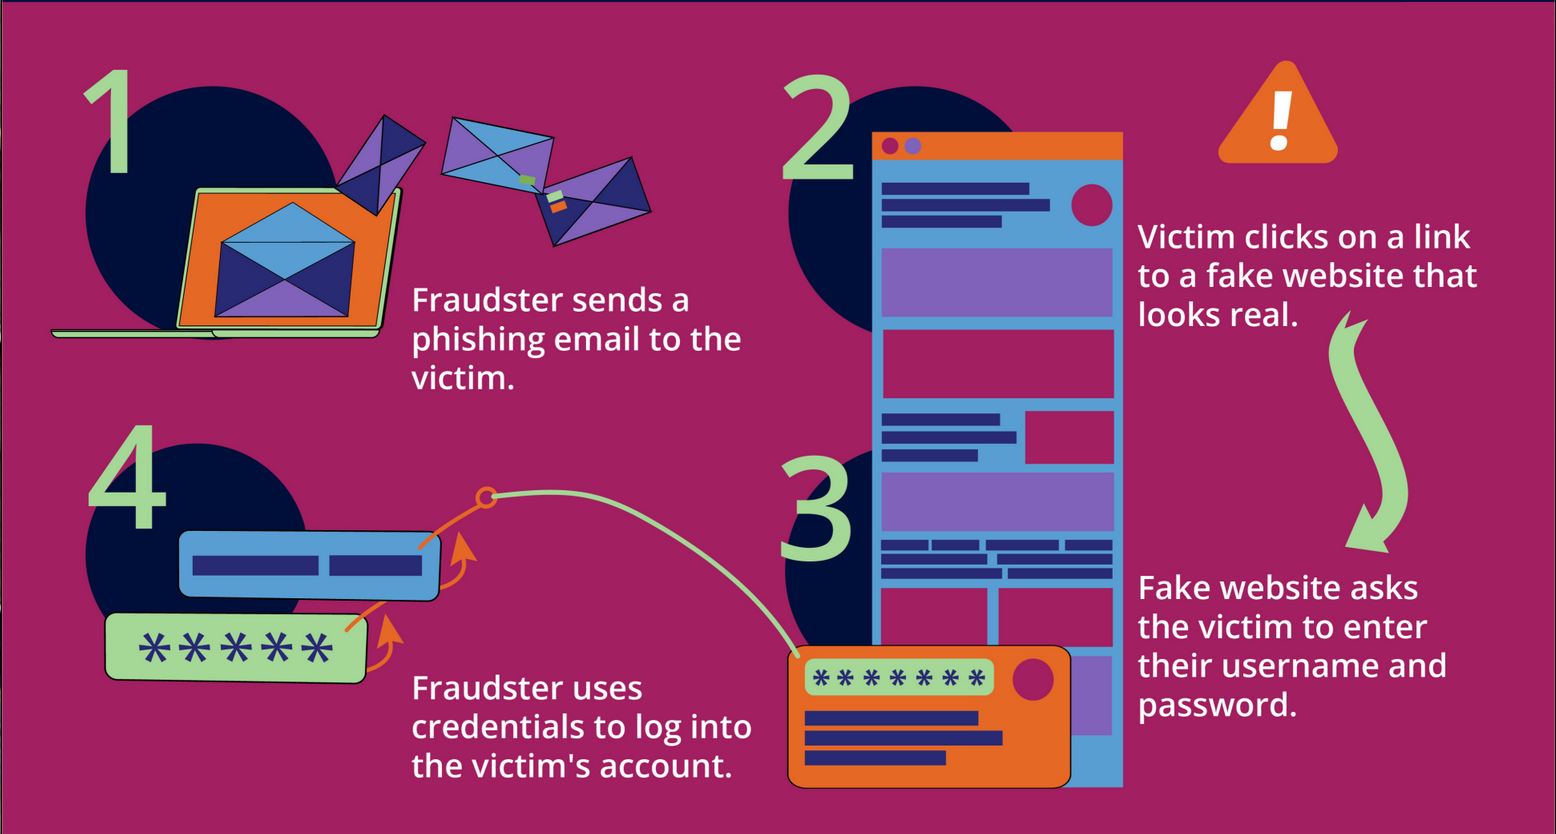 1
Fraudster sends a
phishing email to the
victim.
2
!
Victim clicks on a link
to a fake website that
looks real.
3
*******
Fake website asks
the victim to enter
their username and
password.
4
*****
Fraudster uses
credentials to log into
the victim's account.